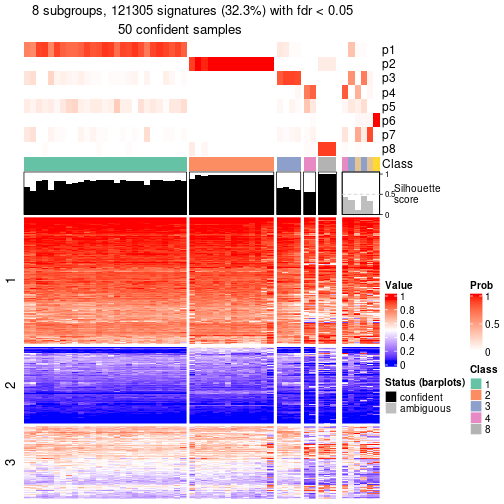 8 subgroups, 121305 signatures (32.3%) with fdr < 0.05
50 confident samples
p1
p2
p3
p4
p5
p6
p7
p8
Class
1
0.5
0
Silhouette
score
1
2
3
Value
1
0.8
0.6
0.4
0.2
0
Prob
1
0.5
0
Status (barplots)
confident
ambiguous
Class
1
2
3
4
8